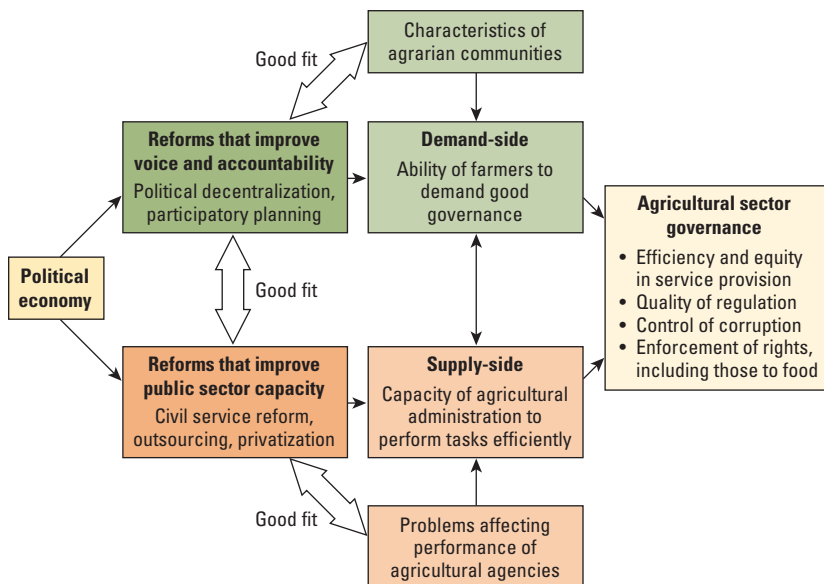 Characteristics of
agrarian communities
Good fit
Reforms that improve
voice and accountability
Political decentralization,
participatory planning
Demand-side
Ability of farmers to
demand good
governance
Agricultural sector
governance
• Efficiency and equity
in service provision
• Quality of regulation
• Control of corruption
• Enforcement of rights,
including those to food
Political
economy
Good fit
Reforms that improve
public sector capacity
Civil service reform,
outsourcing, privatization
Supply-side
Capacity of agricultural
administration to
perform tasks efficiently
Good fit
Problems affecting
performance of
agricultural agencies